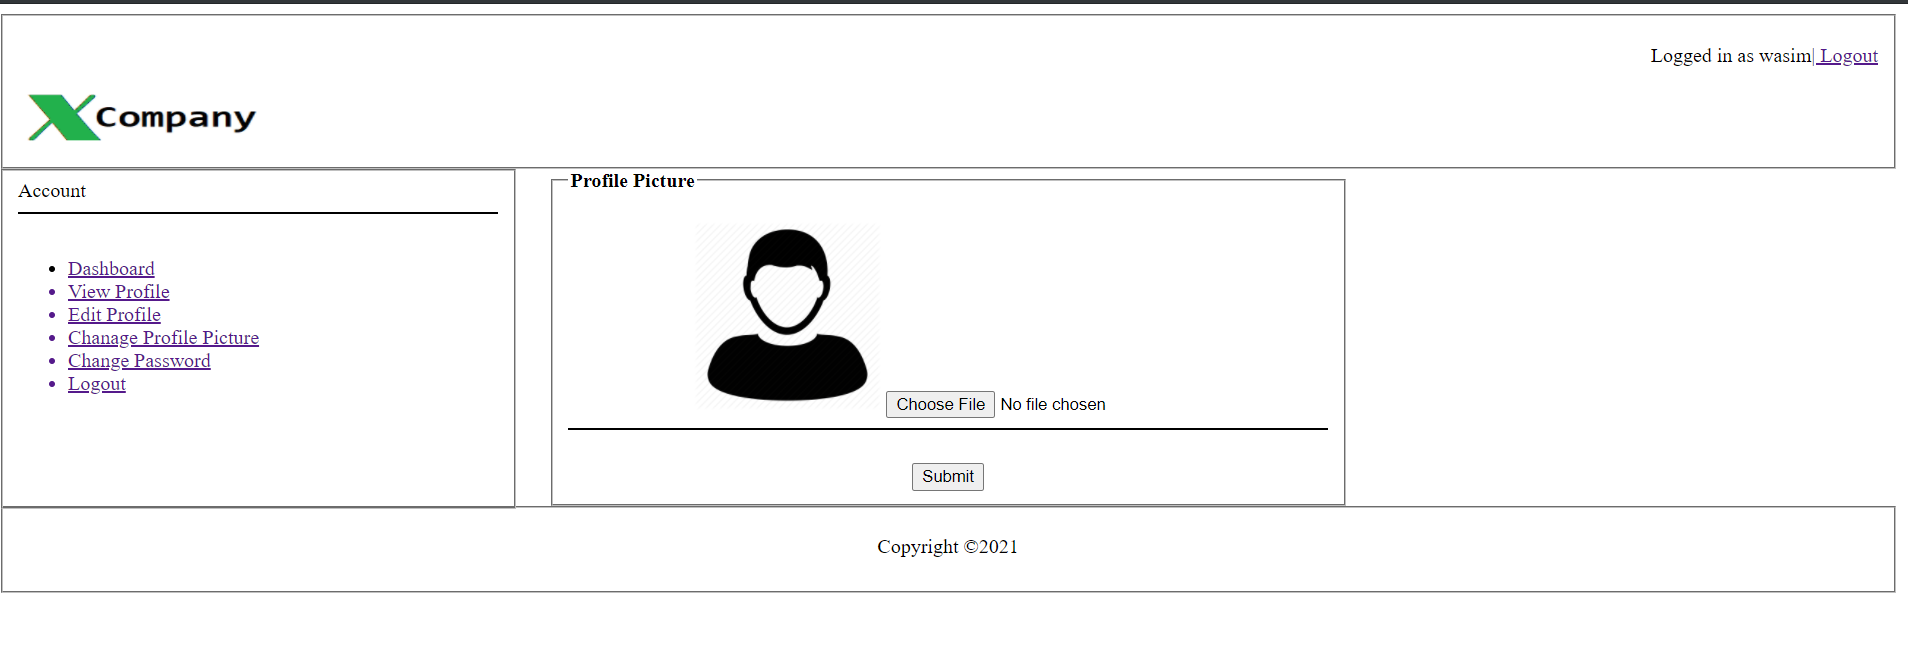 Logged in as wasim| Logout
X Company
Account
Dashboard
View Profile
Edit Profile
Chanage Profile Picture
Change Password
Logout
Profile Picture
Choose File No file chosen
Submit
Copyright ©2021